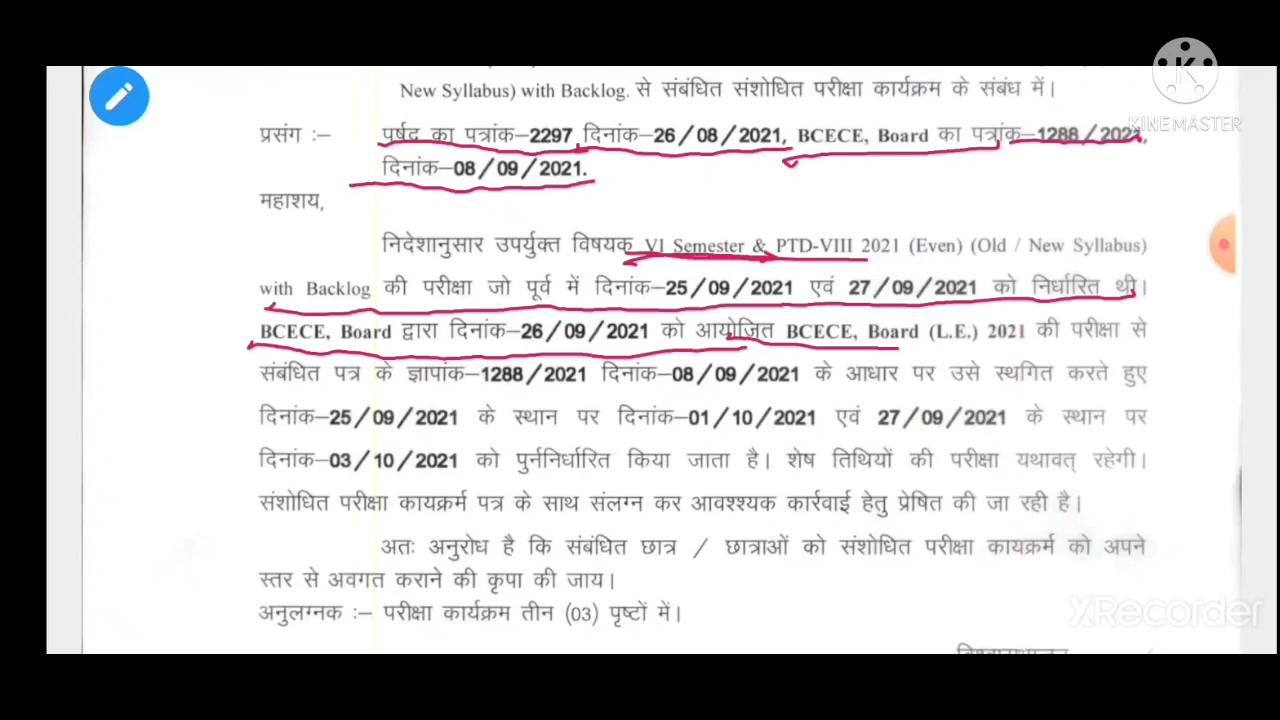 KINEMASTER
New Syllabus) with Backlog. से संबंधित संशोधित परीक्षा कार्यक्रम के संबंध में।
प्रसंग :– पर्षद का पत्रांक–2297 दिनांक–26/08/2021, BCECE, Board का पत्रांक–1288/2021,
दिनांक–08/09/2021.
महाशय,
निदेशानुसार उपर्युक्त विषयक VI Semester & PTD-VIII 2021 (Even) (Old / New Syllabus)
with Backlog की परीक्षा जो पूर्व में दिनांक–25/09/2021 एवं 27/09/2021 को निर्धारित थी।
BCECE, Board द्वारा दिनांक–26/09/2021 को आयोजित BCECE, Board (L.E.) 2021 की परीक्षा से
संबंधित पत्र के ज्ञापांक–1288/2021 दिनांक–08/09/2021 के आधार पर उसे स्थगित करते हुए
दिनांक–25/09/2021 के स्थान पर दिनांक–01/10/2021 एवं 27/09/2021 के स्थान पर
दिनांक–03/10/2021 को पुर्ननिर्धारित किया जाता है। शेष तिथियों की परीक्षा यथावत् रहेगी।
संशोधित परीक्षा कायक्रर्म पत्र के साथ संलग्न कर आवश्श्यक कार्रवाई हेतु प्रेषित की जा रही है।
अतः अनुरोध है कि संबंधित छात्र / छात्राओं को संशोधित परीक्षा कायक्रर्म को अपने
स्तर से अवगत कराने की कृपा की जाय।
अनुलग्नक :– परीक्षा कार्यक्रम तीन (03) पृष्टों में।
XRecorder